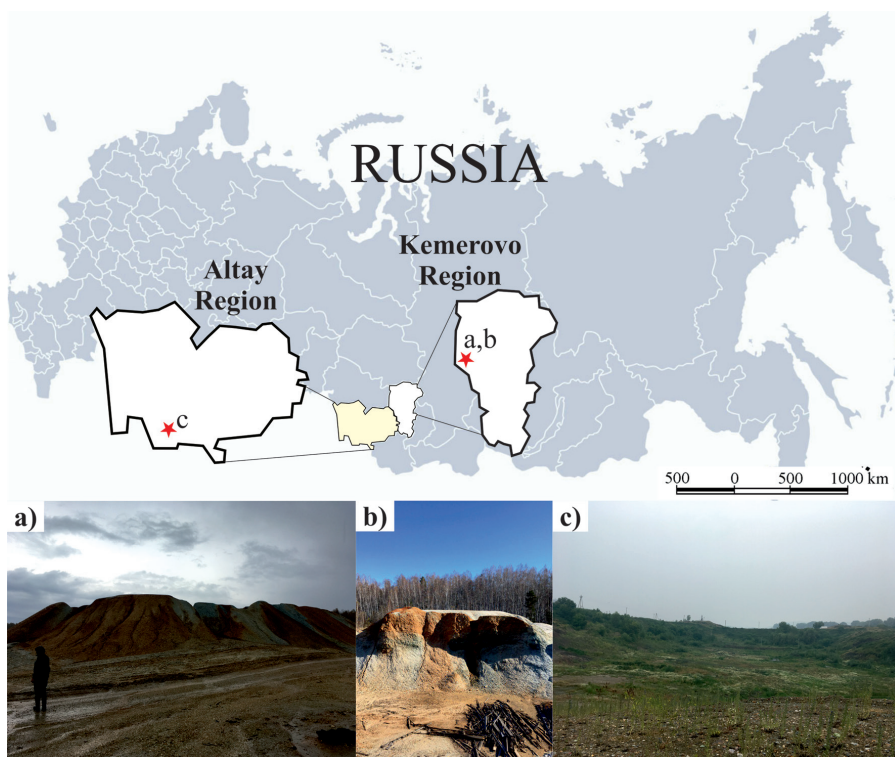 RUSSIA
Kemerovo
Region
Altay
Region
a,b
c
500 0 500 1000 km
a)
b)
c)